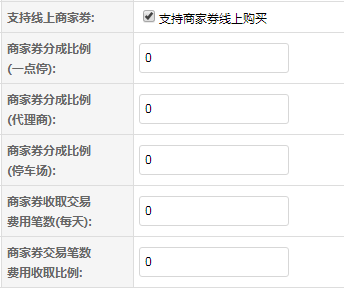 支持线上商家券: 支持商家券线上购买
商家券分成比例
(一点停):
0
商家券分成比例
(代理商):
0
商家券分成比例
(停车场):
0
商家券收取交易
费用笔数(每天):
0
商家券交易笔数
费用收取比例:
0